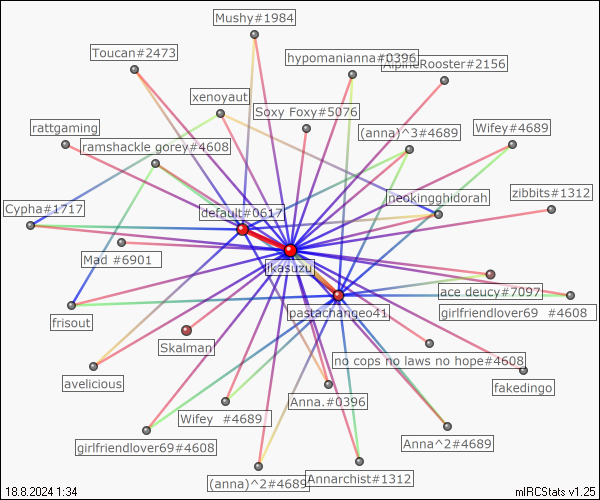 Mushy#1984
Toucan#2473
hypomanianna#0396
AlpineRooster#2156
xenoyaut
Soxy Foxy#5076
rattgaming
ramshackle gorey#4608
(anna)^3#4689
Wifey#4689
Cypha#1717
default#0617
neokingghidorah
zibbits#1312
Mad #6901
ikasuzu
ace deucy#7097
frisout
pastachangeo41
girlfriendlover69 #4608
Skalman
no cops no laws no hope#4608
avelicious
fakedingo
Anna.#0396
Wifey #4689
girlfriendlover69#4608
Anna^2#4689
(anna)^2#4689
Annarchist#1312
18.8.2024 1:34
mIRCStats v1.25